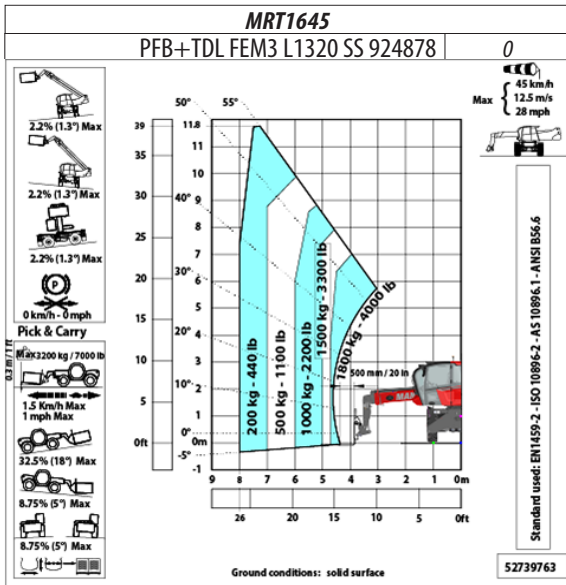 MRT1645
PFB+TDL FEM3 L1320 SS 924878
0
2.2% (1.3°) Max
2.2% (1.3°) Max
2.2% (1.3°) Max
P
0 km/h - 0 mph
Pick & Carry
0.3 m / 1 ft
Max 3200 kg / 7000 lb
1.5 Km/h Max
1 mph Max
32.5% (18°) Max
8.75% (5°) Max
8.75% (5°) Max
Max
45 km/h
12.5 m/s
28 mph
39
35
30
25
20
15
10
5
0ft
11.8
11
10
9
8
7
6
5
4
3
2
1
0m
-1
55°
50°
40°
30°
20°
10°
0°
-5°
200 kg - 440 lb
500 kg - 1100 lb
1000 kg - 2200 lb
1500 kg - 3300 lb
1800 kg - 4000 lb
500 mm / 20 in
9 8 7 6 5 4 3 2 1 0m
26 20 15 10 5 0ft
Ground conditions: solid surface
Standard used: EN1459-2 - ISO 10896-2 - AS 10896.1 - ANSI B56.6
52739763